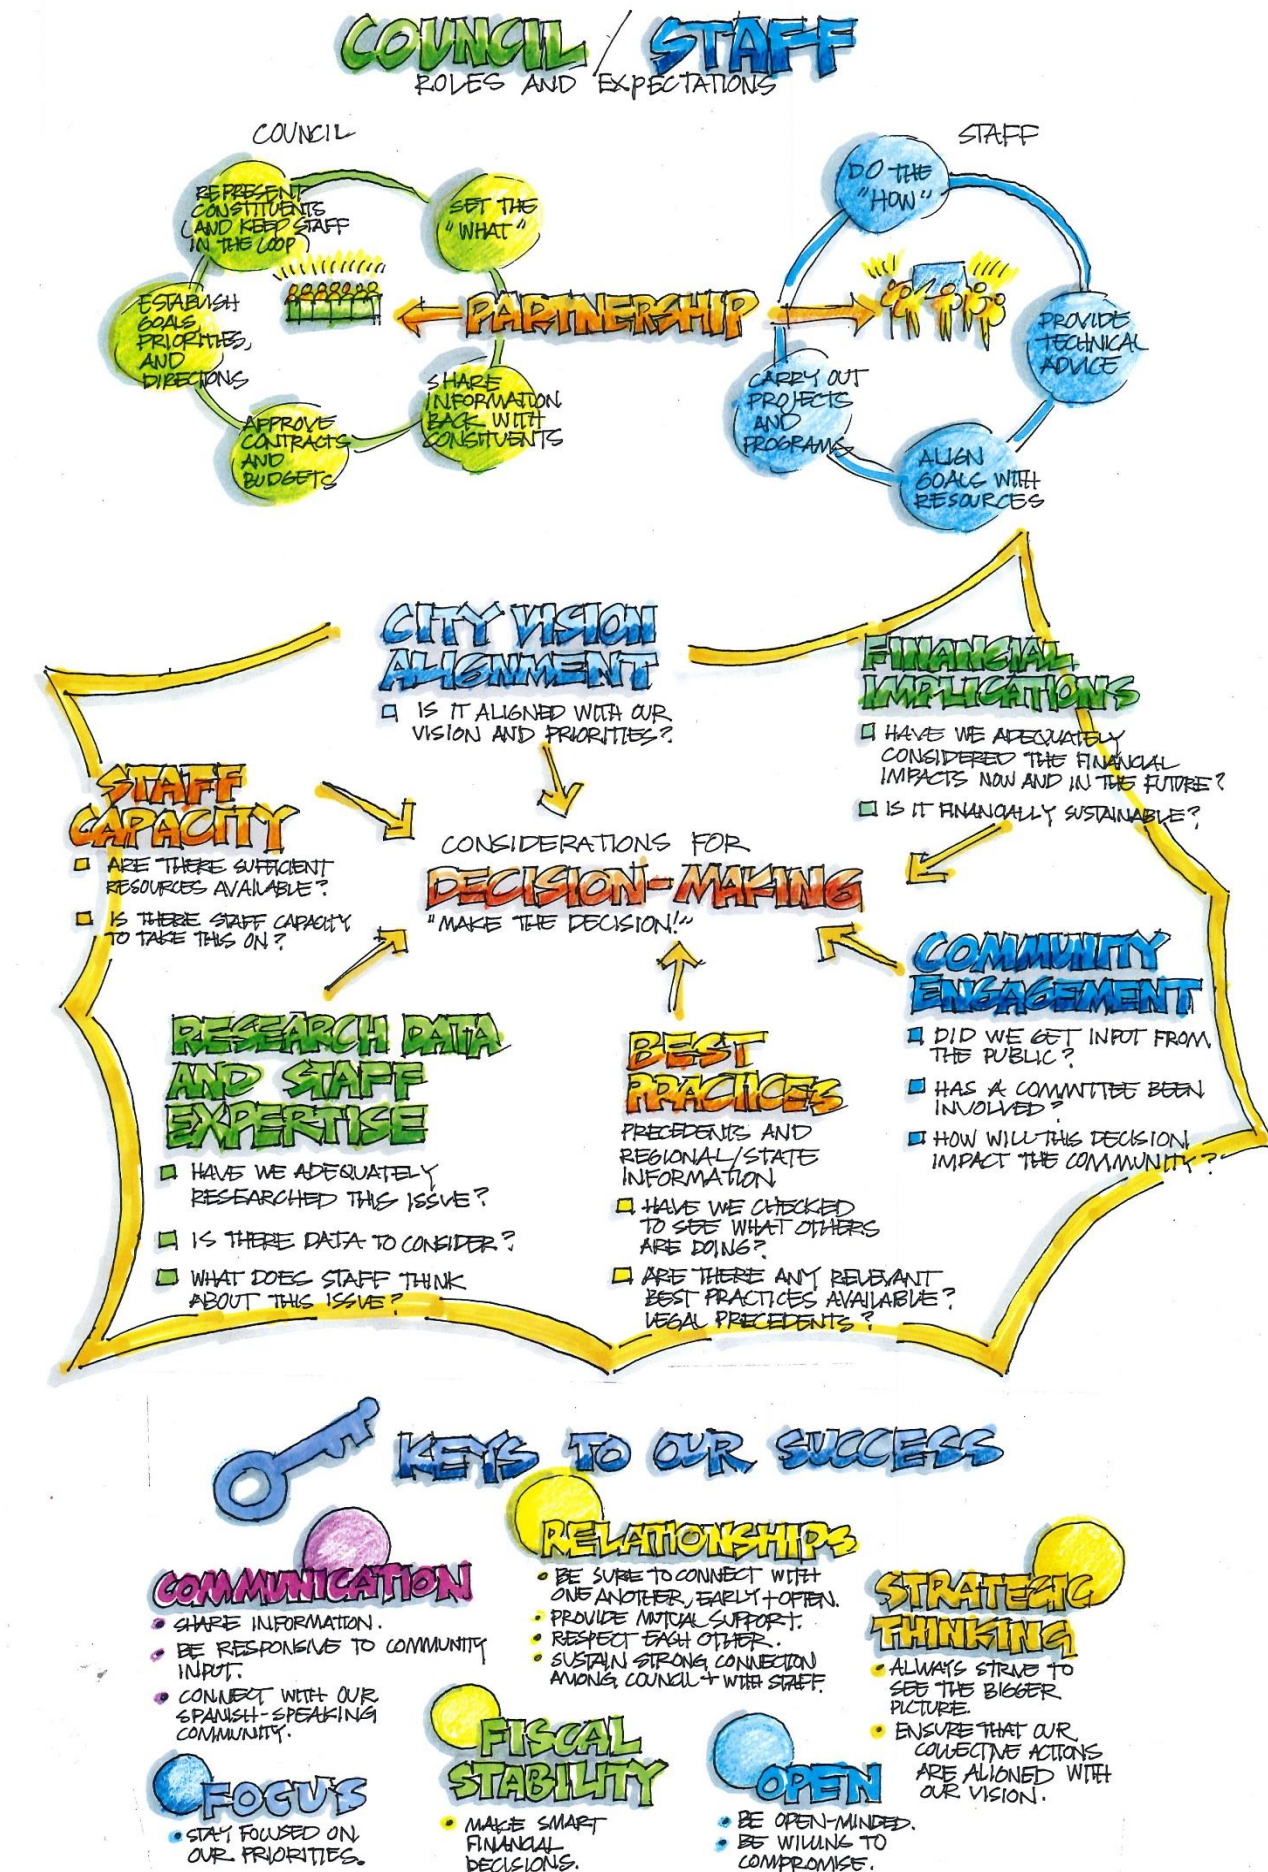 COUNCIL / STAFF
ROLES AND EXPECTATIONS
COUNCIL
REPRESENT
CONSTITUENTS
(AND KEEP STAFF
IN THE LOOP)
SET THE
"WHAT"
ESTABLISH
GOALS,
PRIORITIES,
AND
DIRECTIONS
APPROVE
CONTRACTS
AND
BUDGETS
SHARE
INFORMATION
BACK WITH
CONSTITUENTS
PARTNERSHIP
STAFF
DO THE
"HOW"
PROVIDE
TECHNICAL
ADVICE
CARRY OUT
PROJECTS
AND
PROGRAMS
ALIGN
GOALS WITH
RESOURCES
CITY VISION
ALIGNMENT
IS IT ALIGNED WITH OUR
VISION AND PRIORITIES?
FINANCIAL
IMPLICATIONS
HAVE WE ADEQUATELY
CONSIDERED THE FINANCIAL
IMPACTS NOW AND IN THE FUTURE?
IS IT FINANCIALLY SUSTAINABLE?
STAFF
CAPACITY
ARE THERE SUFFICIENT
RESOURCES AVAILABLE?
IS THERE STAFF CAPACITY
TO TAKE THIS ON?
CONSIDERATIONS FOR
DECISION-MAKING
"MAKE THE DECISION!"
COMMUNITY
ENGAGEMENT
DID WE GET INPUT FROM
THE PUBLIC?
HAS A COMMITTEE BEEN
INVOLVED?
HOW WILL THIS DECISION
IMPACT THE COMMUNITY?
RESEARCH DATA
AND STAFF
EXPERTISE
HAVE WE ADEQUATELY
RESEARCHED THIS ISSUE?
IS THERE DATA TO CONSIDER?
WHAT DOES STAFF THINK
ABOUT THIS ISSUE?
BEST
PRACTICES
PRECEDENTS AND
REGIONAL/STATE
INFORMATION
HAVE WE CHECKED
TO SEE WHAT OTHERS
ARE DOING?
ARE THERE ANY RELEVANT
BEST PRACTICES AVAILABLE?
LEGAL PRECEDENTS?
KEYS TO OUR SUCCESS
COMMUNICATION
• SHARE INFORMATION.
• BE RESPONSIVE TO COMMUNITY
INPUT.
• CONNECT WITH OUR
SPANISH-SPEAKING
COMMUNITY.
RELATIONSHIPS
• BE SURE TO CONNECT WITH
ONE ANOTHER, EARLY + OFTEN.
• PROVIDE MUTUAL SUPPORT.
• RESPECT EACH OTHER.
• SUSTAIN STRONG CONNECTION
AMONG COUNCIL + WITH STAFF.
STRATEGIC
THINKING
• ALWAYS STRIVE TO
SEE THE BIGGER
PICTURE.
• ENSURE THAT OUR
COLLECTIVE ACTIONS
ARE ALIGNED WITH
OUR VISION.
FOCUS
• STAY FOCUSED ON
OUR PRIORITIES.
FISCAL
STABILITY
• MAKE SMART
FINANCIAL
DECISIONS.
OPEN
• BE OPEN-MINDED.
• BE WILLING TO
COMPROMISE.